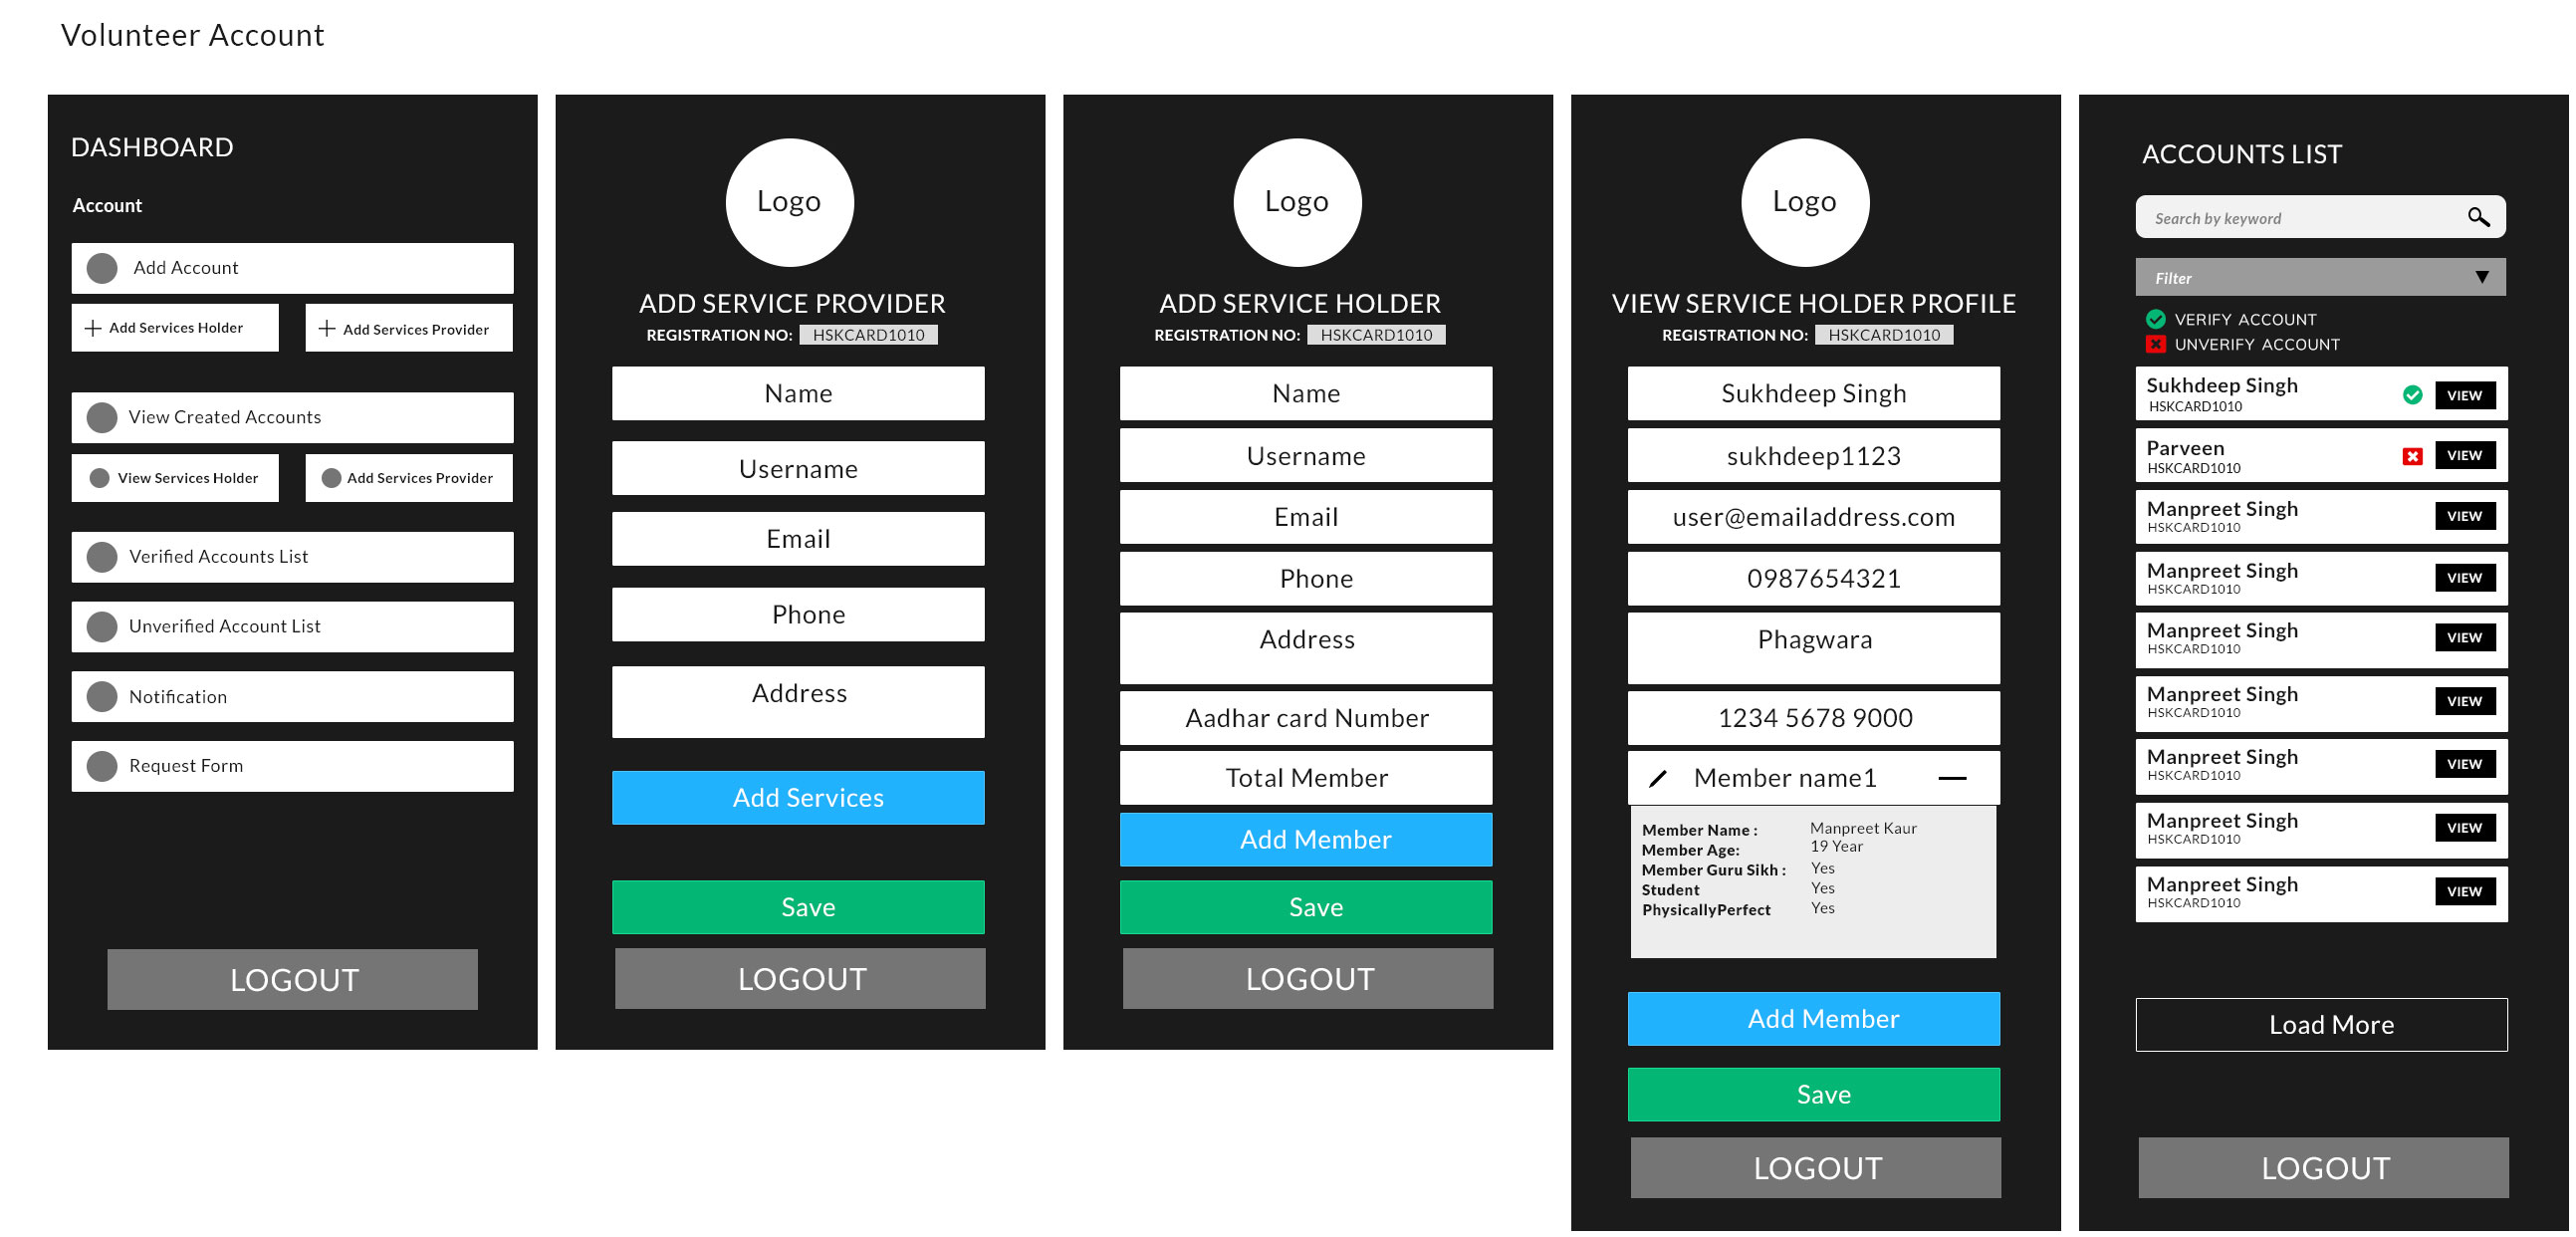 Volunteer Account
DASHBOARD
Account
Add Account
Add Services Holder
Add Services Provider
View Created Accounts
View Services Holder
Add Services Provider
Verified Accounts List
Unverified Account List
Notification
Request Form
LOGOUT
Logo
ADD SERVICE PROVIDER
REGISTRATION NO: HSKCARD1010
Name
Username
Email
Phone
Address
Add Services
Save
LOGOUT
Logo
ADD SERVICE HOLDER
REGISTRATION NO: HSKCARD1010
Name
Username
Email
Phone
Address
Aadhar card Number
Total Member
Add Member
Save
LOGOUT
Logo
VIEW SERVICE HOLDER PROFILE
REGISTRATION NO: HSKCARD1010
Sukhdeep Singh
sukhdeep1123
user@emailaddress.com
0987654321
Phagwara
1234 5678 9000
Member name1
Member Name : Manpreet Kaur
Member Age: 19 Year
Member Guru Sikh : Yes
Student Yes
PhysicallyPerfect Yes
Add Member
Save
LOGOUT
ACCOUNTS LIST
Search by keyword
Filter
VERIFY ACCOUNT
UNVERIFY ACCOUNT
Sukhdeep Singh
HSKCARD1010
VIEW
Parveen
HSKCARD1010
VIEW
Manpreet Singh
HSKCARD1010
VIEW
Manpreet Singh
HSKCARD1010
VIEW
Manpreet Singh
HSKCARD1010
VIEW
Manpreet Singh
HSKCARD1010
VIEW
Manpreet Singh
HSKCARD1010
VIEW
Manpreet Singh
HSKCARD1010
VIEW
Manpreet Singh
HSKCARD1010
VIEW
Load More
LOGOUT